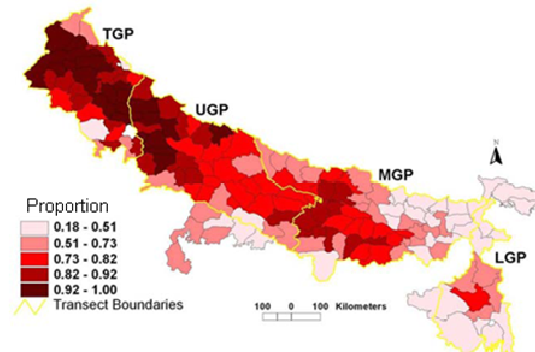 TGP
UGP
N
MGP
Proportion
0.18 - 0.51
0.51 - 0.73
0.73 - 0.82
0.82 - 0.92
0.92 - 1.00
Transect Boundaries
LGP
100 0 100 Kilometers